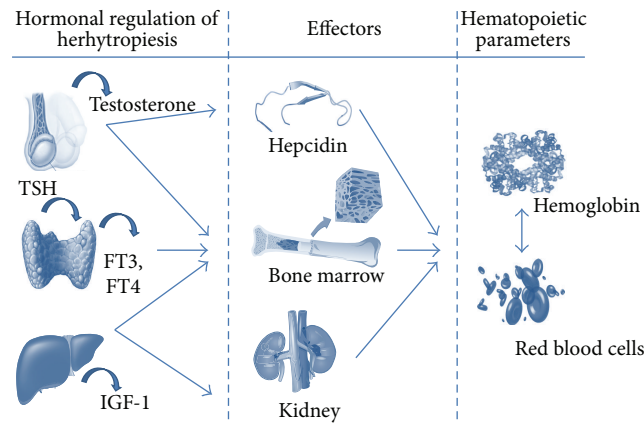 Hormonal regulation of
herhytropiesis
Effectors
Hematopoietic
parameters
Testosterone
TSH
FT3,
FT4
IGF-1
Hepcidin
Bone marrow
Kidney
Hemoglobin
Red blood cells